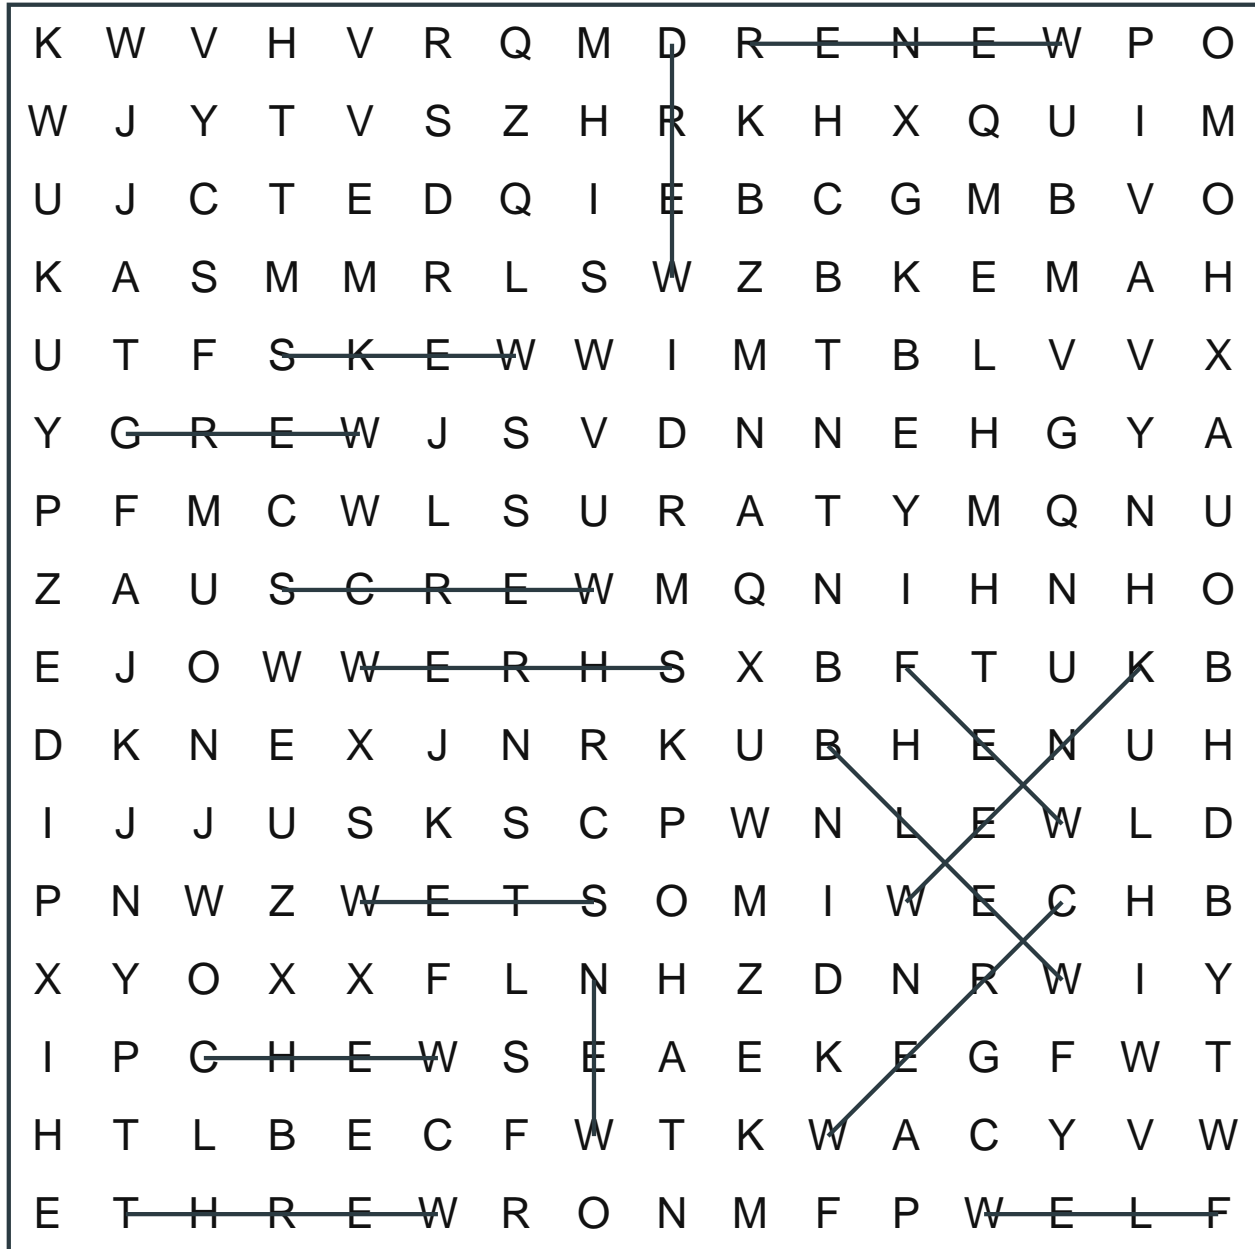 K W V H V R Q M D R E N E W P O
W J Y T V S Z H R K H X Q U I M
U J C T E D Q I E B C G M B V O
K A S M M R L S W Z B K E M A H
U T F S K E W W I M T B L V V X
Y G R E W J S V D N N E H G Y A
P F M C W L S U R A T Y M Q N U
Z A U S C R E W M Q N I H N H O
E J O W W E R H S X B F T U K B
D K N E X J N R K U B H E N U H
I J J U S K S C P W N L E W L D
P N W Z W E T S O M I W E C H B
X Y O X X F L N H Z D N R W I Y
I P C H E W S E A E K E G F W T
H T L B E C F W T K W A C Y V W
E T H R E W R O N M F P W E L F